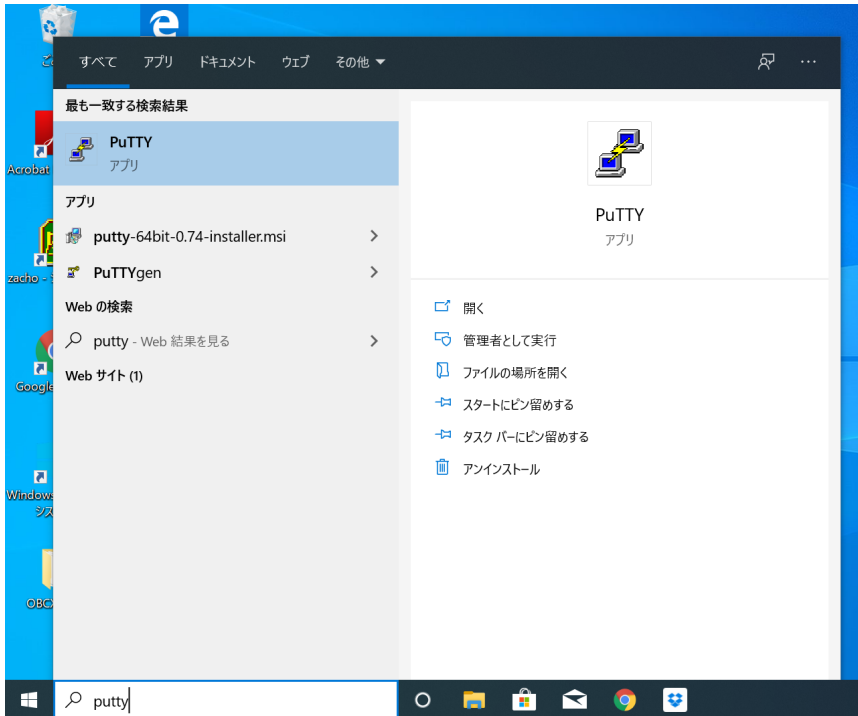 すべて アプリ ドキュメント ウェブ その他
最も一致する検索結果
PuTTY
アプリ
アプリ
putty-64bit-0.74-installer.msi
PuTTYgen
Web の検索
putty - Web 結果を見る
Web サイト (1)
PuTTY
アプリ
開く
管理者として実行
ファイルの場所を開く
スタートにピン留めする
タスク バーにピン留めする
アンインストール
Acrobat
zacho -
Google
Windows
シス
OBC
putty